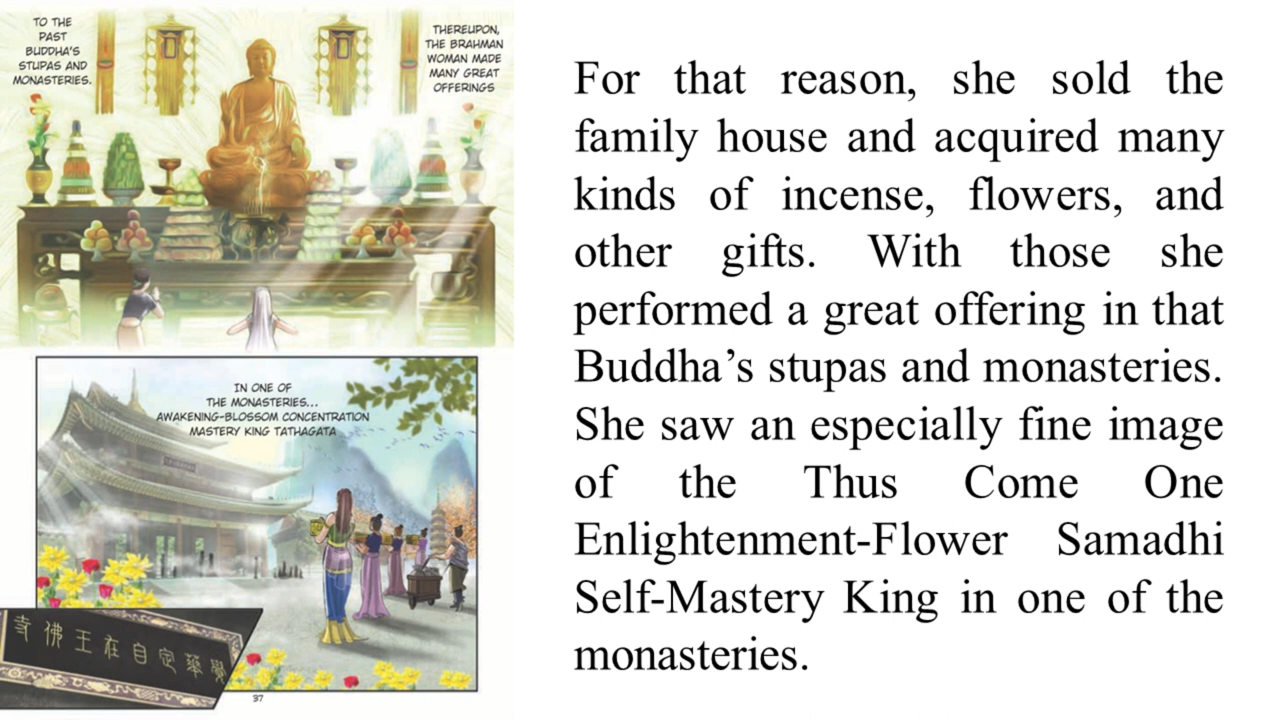 THEREUPON,
THE BRAHMAN
WOMAN MADE
MANY GREAT
OFFERINGS
TO THE
PAST
BUDDHA'S
STUPAS AND
MONASTERIES.
IN ONE OF
THE MONASTERIES...
AWAKENING-BLOSSOM CONCENTRATION
MASTERY KING TATHAGATA
寺佛王在自定華覺
37
For that reason, she sold the
family house and acquired many
kinds of incense, flowers, and
other gifts. With those she
performed a great offering in that
Buddha’s stupas and monasteries.
She saw an especially fine image
of the Thus Come One
Enlightenment-Flower Samadhi
Self-Mastery King in one of the
monasteries.